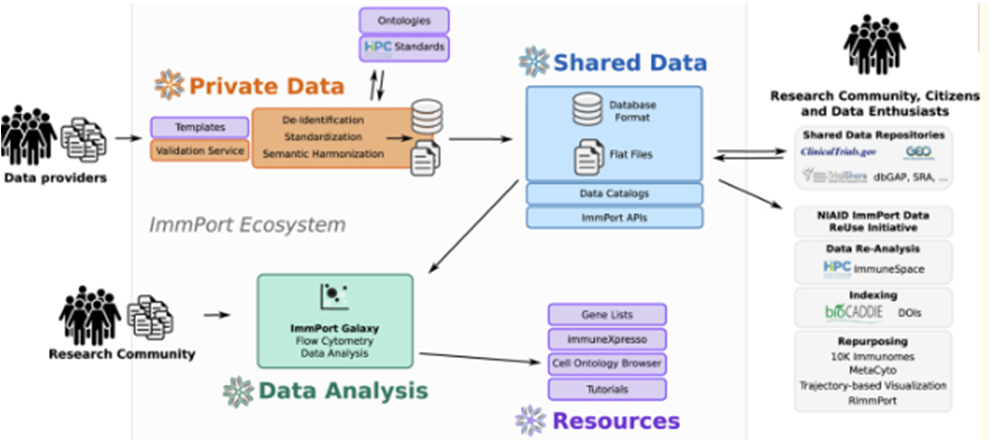 Ontologies
HIPC Standards
Private Data
Templates
Validation Service
De-Identification
Standardization
Semantic Harmonization
Data providers
ImmPort Ecosystem
Shared Data
Database
Format
Flat Files
Data Catalogs
ImmPort APIs
Research Community, Citizens
and Data Enthusiasts
Shared Data Repositories
ClinicalTrials.gov
GEO
TrialShare
dbGAP, SRA, ...
NIAID ImmPort Data
ReUse Initiative
Data Re-Analysis
HIPC ImmuneSpace
Indexing
bioCADDIE DOIs
Repurposing
10K Immunomes
MetaCyto
Trajectory-based Visualization
RImmPort
Research Community
ImmPort Galaxy
Flow Cytometry
Data Analysis
Data Analysis
Gene Lists
immuneXpresso
Cell Ontology Browser
Tutorials
Resources